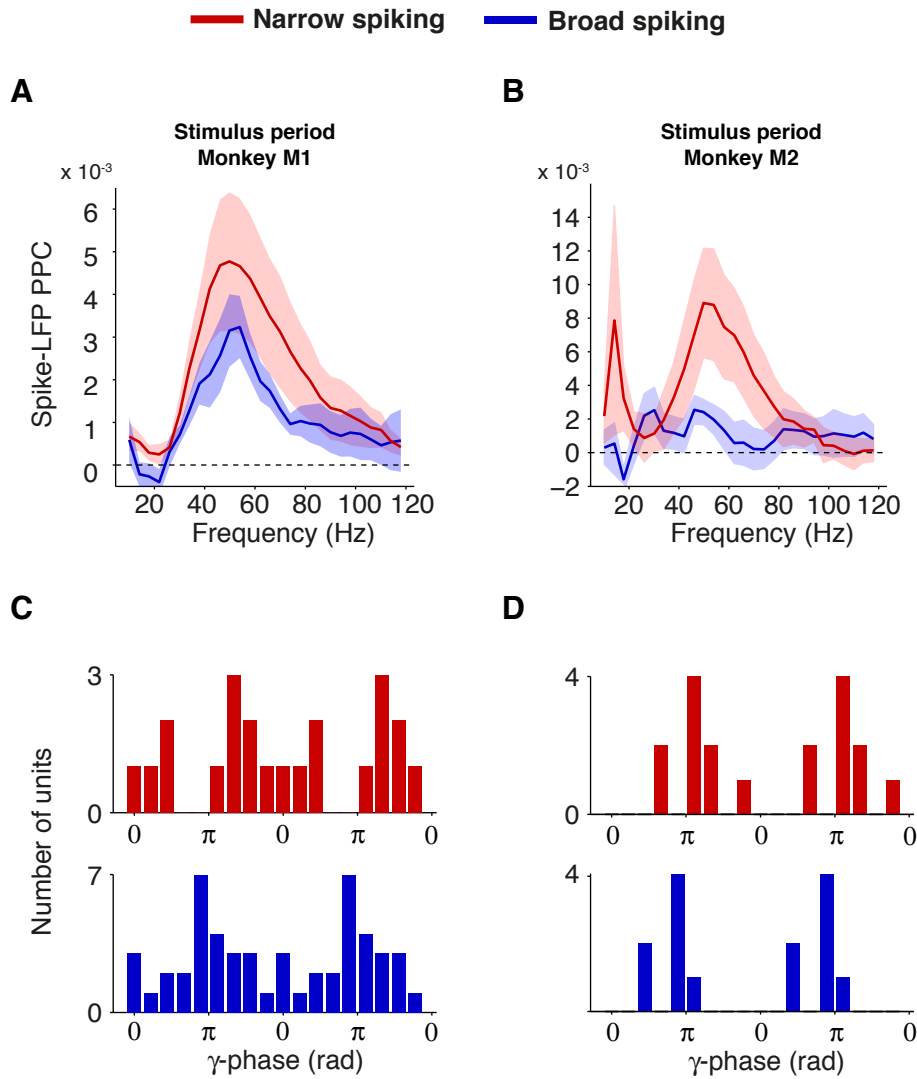 Narrow spiking Broad spiking
A
B
Stimulus period
Monkey M1
Stimulus period
Monkey M2
x 10-3
x 10-3
Spike-LFP PPC
6
5
4
3
2
1
0
20 40 60 80 100 120
Frequency (Hz)
14
12
10
8
6
4
2
0
−2
20 40 60 80 100 120
Frequency (Hz)
C
D
Number of units
3
0
0 π 0 π 0
4
0
0 π 0 π 0
7
0
0 π 0 π 0
γ-phase (rad)
4
0 π 0 π 0
γ-phase (rad)